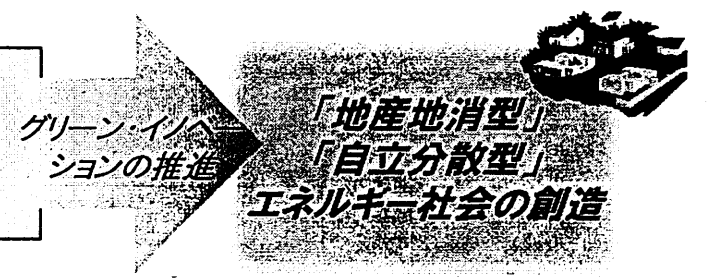 グリーン・イノベー
ションの推進
「地産地消型」
「自立分散型」
エネルギー社会の創造